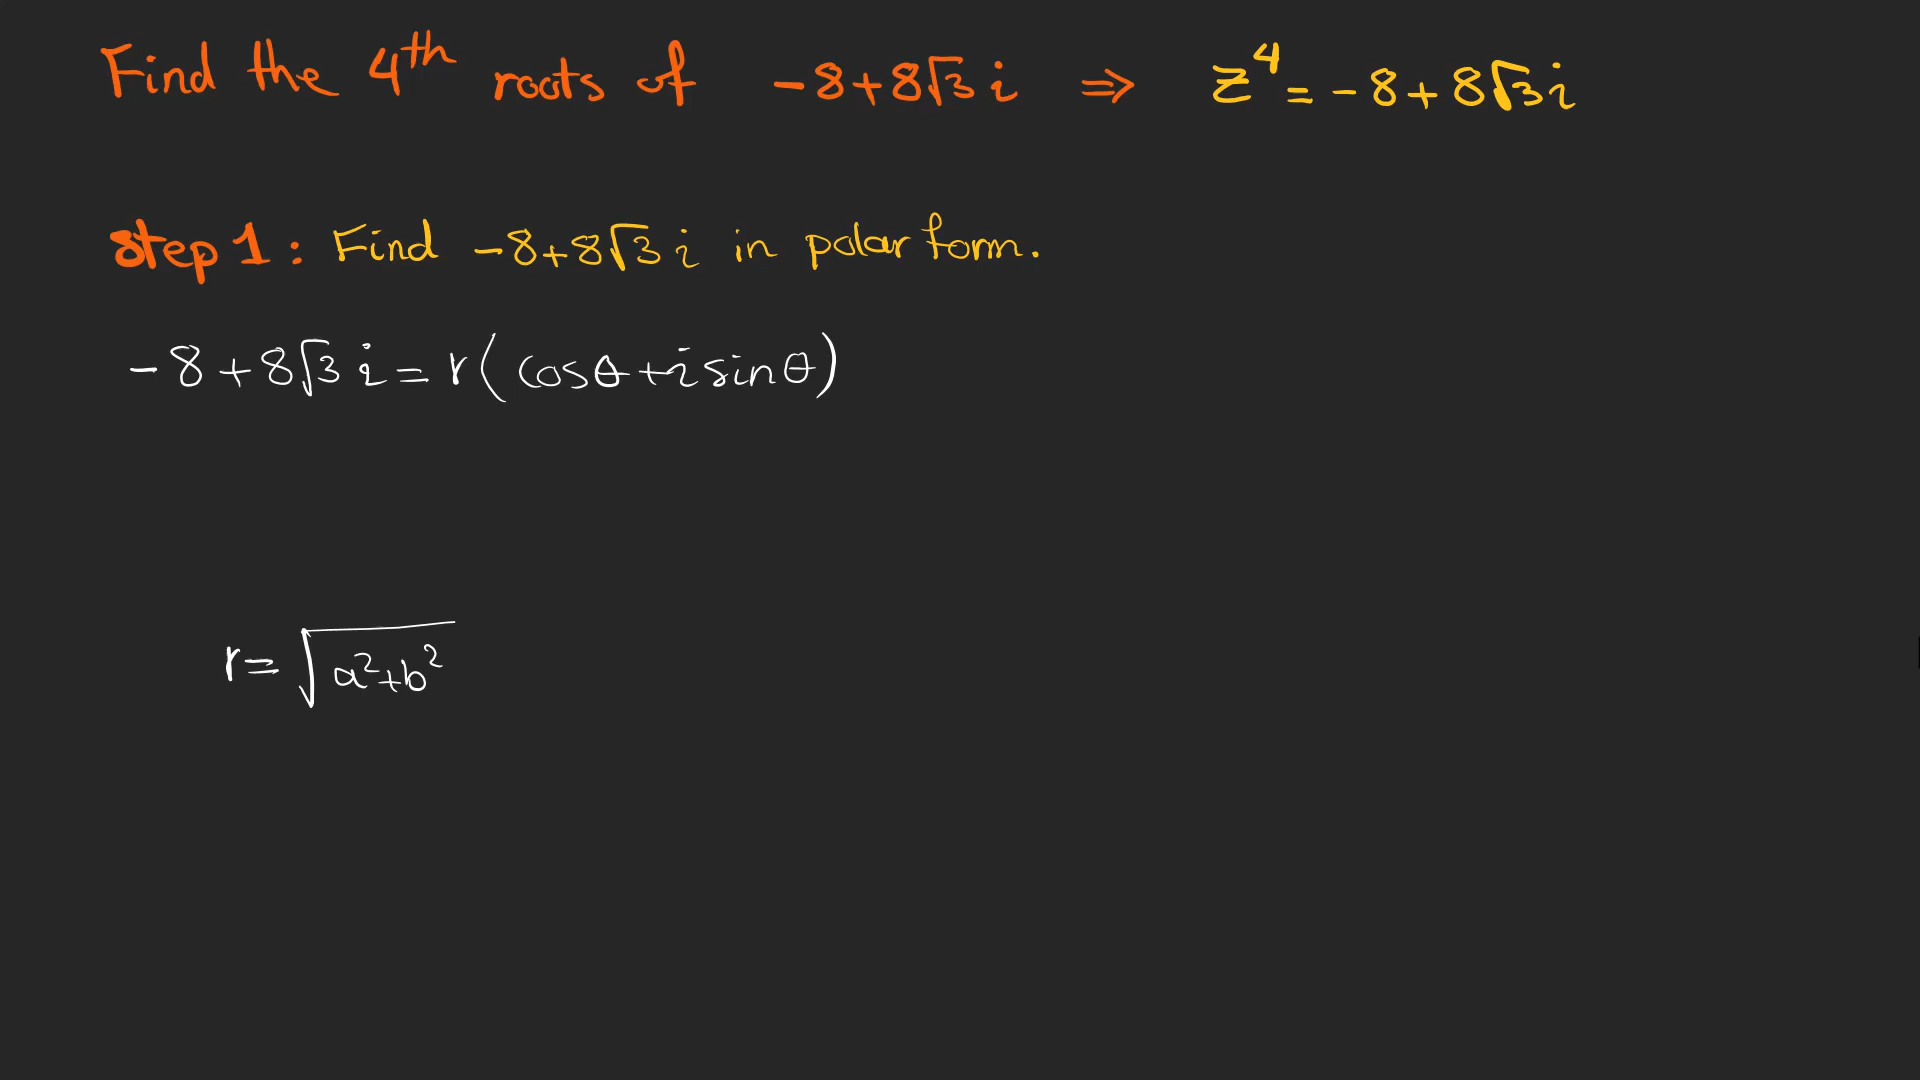 Find the 4ᵗʰ roots of -8+8√3 i ⇒ z⁴ = -8+8√3 i
Step 1: Find -8+8√3 i in polar form.
-8+8√3 i = r( cosθ + i sinθ)
r= √(a²+b²)